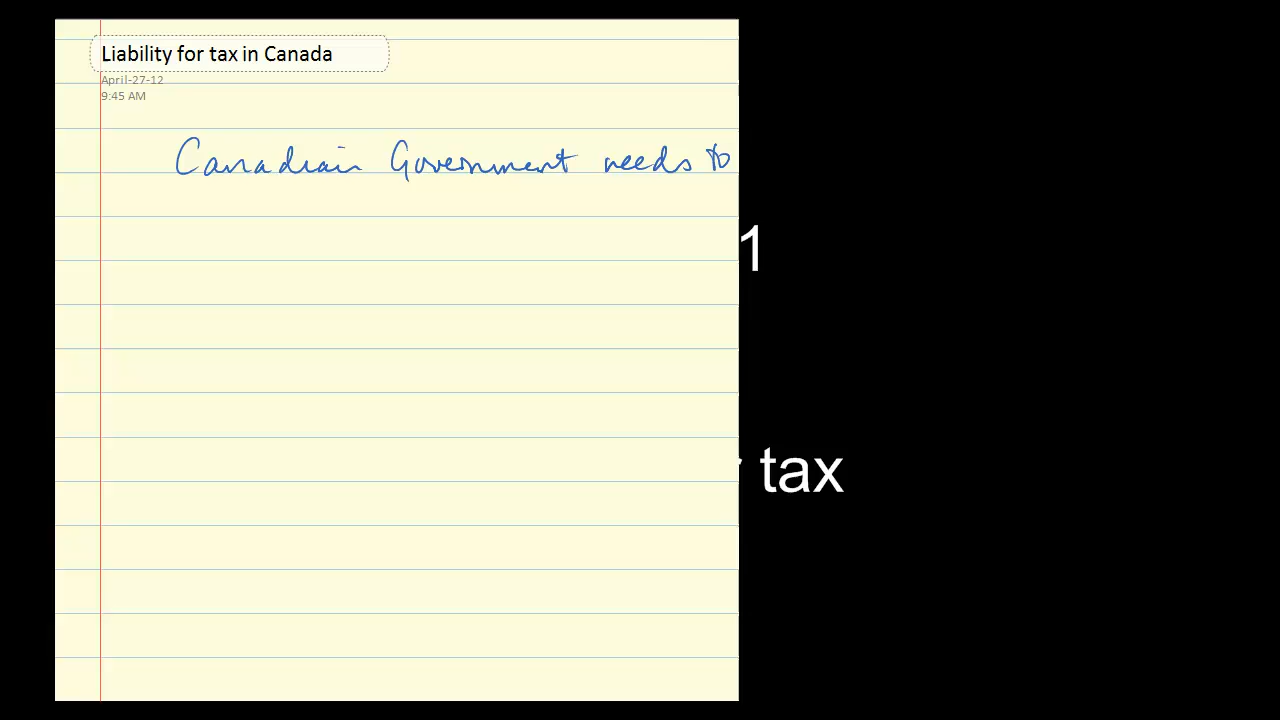 Liability for tax in Canada
April-27-12
9:45 AM
Canadian Government needs to
1
tax